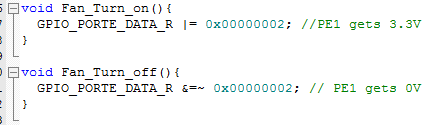 void Fan_Turn_on(){
GPIO_PORTE_DATA_R |= 0x00000002; //PE1 gets 3.3V
}
void Fan_Turn_off(){
GPIO_PORTE_DATA_R &=~ 0x00000002; // PE1 gets 0V
}